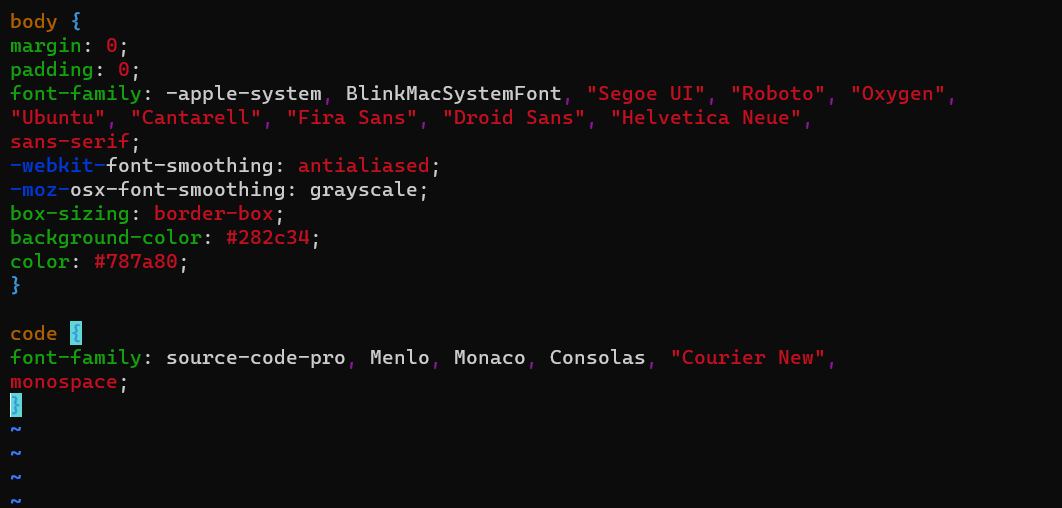 body {
margin: 0;
padding: 0;
font-family: -apple-system, BlinkMacSystemFont, "Segoe UI", "Roboto", "Oxygen",
"Ubuntu", "Cantarell", "Fira Sans", "Droid Sans", "Helvetica Neue",
sans-serif;
-webkit-font-smoothing: antialiased;
-moz-osx-font-smoothing: grayscale;
box-sizing: border-box;
background-color: #282c34;
color: #787a80;
}

code {
font-family: source-code-pro, Menlo, Monaco, Consolas, "Courier New",
monospace;
}
~
~
~
~